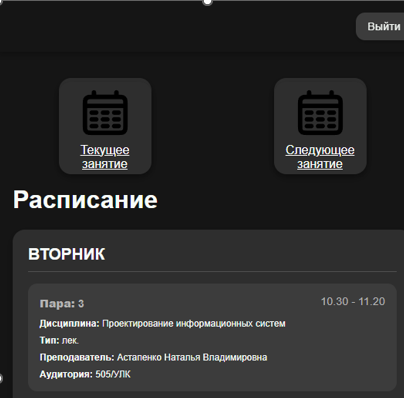 Выйти
Текущее
занятие
Следующее
занятие
Расписание
ВТОРНИК
Пара: 3
10.30 - 11.20
Дисциплина: Проектирование информационных систем
Тип: лек.
Преподаватель: Астапенко Наталья Владимировна
Аудитория: 505/УЛК